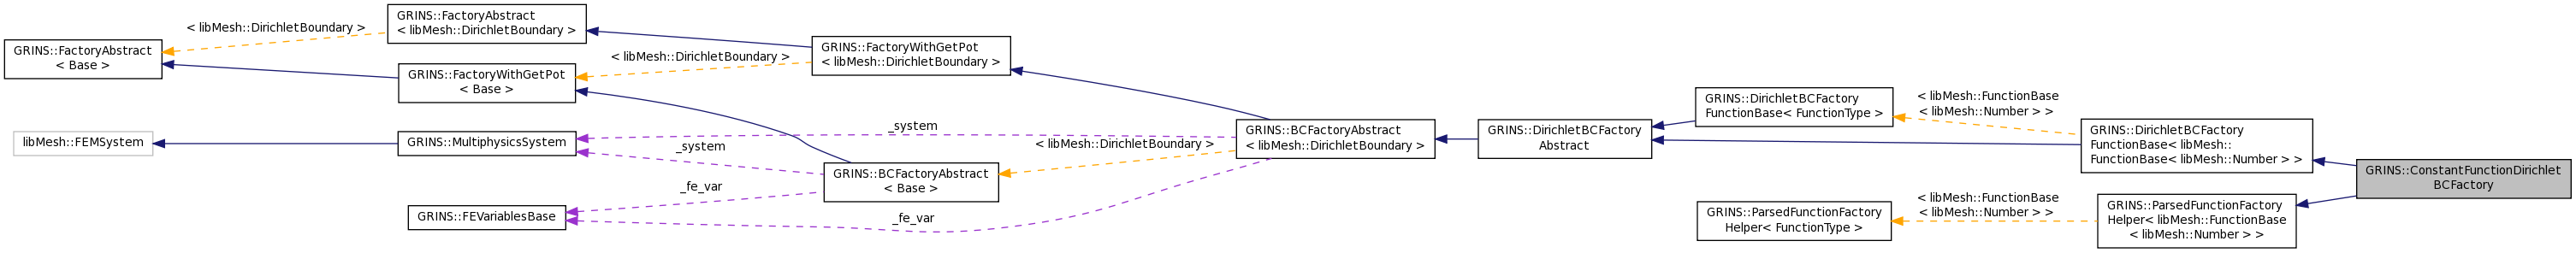 GRINS::FactoryAbstract
< Base >
< libMesh::DirichletBoundary >
GRINS::FactoryAbstract
< libMesh::DirichletBoundary >
GRINS::FactoryWithGetPot
< Base >
libMesh::FEMSystem
GRINS::MultiphysicsSystem
GRINS::FEVariablesBase
< libMesh::DirichletBoundary >
GRINS::FactoryWithGetPot
< libMesh::DirichletBoundary >
_system
_system
_fe_var
_fe_var
GRINS::BCFactoryAbstract
< Base >
< libMesh::DirichletBoundary >
GRINS::BCFactoryAbstract
< libMesh::DirichletBoundary >
GRINS::DirichletBCFactory
Abstract
GRINS::DirichletBCFactory
FunctionBase< FunctionType >
< libMesh::FunctionBase
< libMesh::Number > >
GRINS::DirichletBCFactory
FunctionBase< libMesh::
FunctionBase< libMesh::Number > >
GRINS::ParsedFunctionFactory
Helper< FunctionType >
< libMesh::FunctionBase
< libMesh::Number > >
GRINS::ParsedFunctionFactory
Helper< libMesh::FunctionBase
< libMesh::Number > >
GRINS::ConstantFunctionDirichlet
BCFactory